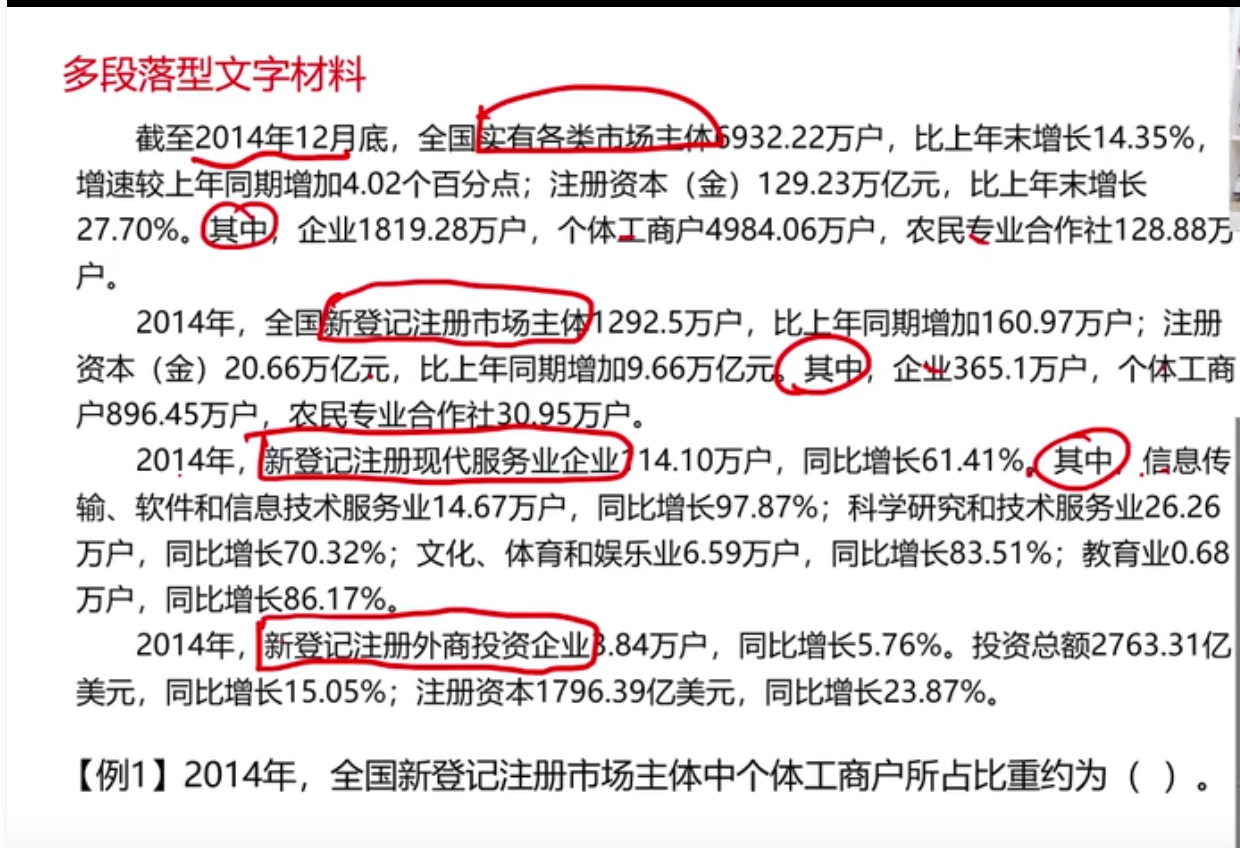 多段落型文字材料
截至2014年12月底，全国实有各类市场主体6932.22万户，比上年末增长14.35%，
增速较上年同期增加4.02个百分点；注册资本（金）129.23万亿元，比上年末增长
27.70%。其中，企业1819.28万户，个体工商户4984.06万户，农民专业合作社128.88万
户。
2014年，全国新登记注册市场主体1292.5万户，比上年同期增加160.97万户；注册
资本（金）20.66万亿元，比上年同期增加9.66万亿元。其中，企业365.1万户，个体工商
户896.45万户，农民专业合作社30.95万户。
2014年，新登记注册现代服务业企业114.10万户，同比增长61.41%。其中，信息传
输、软件和信息技术服务业14.67万户，同比增长97.87%；科学研究和技术服务业26.26
万户，同比增长70.32%；文化、体育和娱乐业6.59万户，同比增长83.51%；教育业0.68
万户，同比增长86.17%。
2014年，新登记注册外商投资企业3.84万户，同比增长5.76%。投资总额2763.31亿
美元，同比增长15.05%；注册资本1796.39亿美元，同比增长23.87%。
【例1】2014年，全国新登记注册市场主体中个体工商户所占比重约为（ ）。